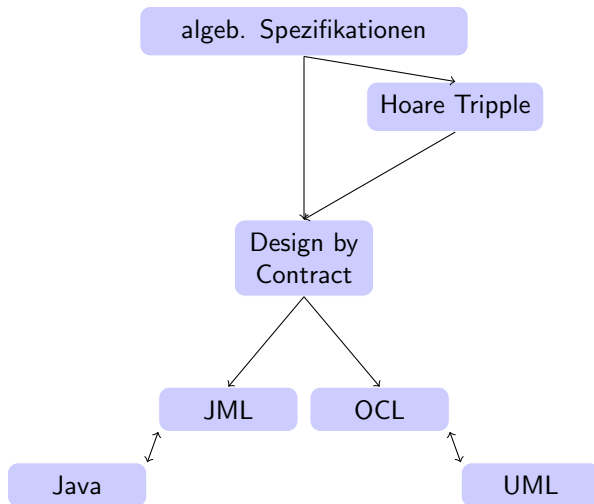 algeb. Spezifikationen
Hoare Tripple
Design by
Contract
JML
OCL
Java
UML